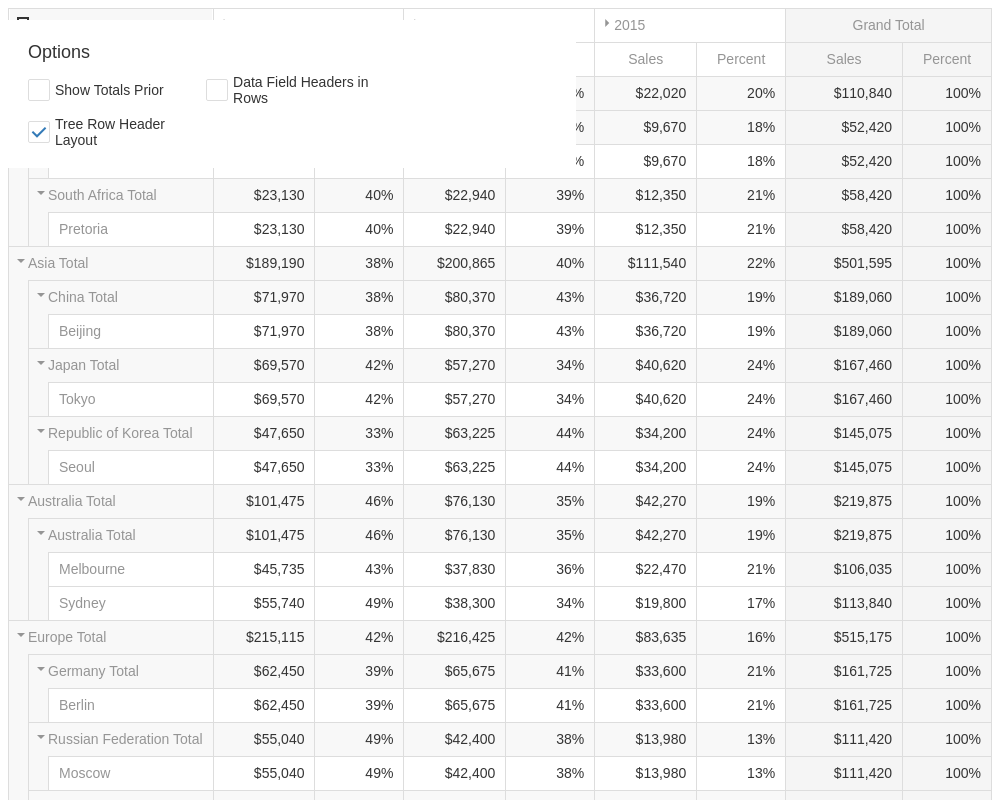 2015 Grand Total
Options
Sales Percent Sales Percent
Show Totals Prior Data Field Headers in
Rows
% $22,020 20% $110,840 100%
Tree Row Header
Layout
% $9,670 18% $52,420 100%
% $9,670 18% $52,420 100%
South Africa Total $23,130 40% $22,940 39% $12,350 21% $58,420 100%
Pretoria $23,130 40% $22,940 39% $12,350 21% $58,420 100%
Asia Total $189,190 38% $200,865 40% $111,540 22% $501,595 100%
China Total $71,970 38% $80,370 43% $36,720 19% $189,060 100%
Beijing $71,970 38% $80,370 43% $36,720 19% $189,060 100%
Japan Total $69,570 42% $57,270 34% $40,620 24% $167,460 100%
Tokyo $69,570 42% $57,270 34% $40,620 24% $167,460 100%
Republic of Korea Total $47,650 33% $63,225 44% $34,200 24% $145,075 100%
Seoul $47,650 33% $63,225 44% $34,200 24% $145,075 100%
Australia Total $101,475 46% $76,130 35% $42,270 19% $219,875 100%
Australia Total $101,475 46% $76,130 35% $42,270 19% $219,875 100%
Melbourne $45,735 43% $37,830 36% $22,470 21% $106,035 100%
Sydney $55,740 49% $38,300 34% $19,800 17% $113,840 100%
Europe Total $215,115 42% $216,425 42% $83,635 16% $515,175 100%
Germany Total $62,450 39% $65,675 41% $33,600 21% $161,725 100%
Berlin $62,450 39% $65,675 41% $33,600 21% $161,725 100%
Russian Federation Total $55,040 49% $42,400 38% $13,980 13% $111,420 100%
Moscow $55,040 49% $42,400 38% $13,980 13% $111,420 100%